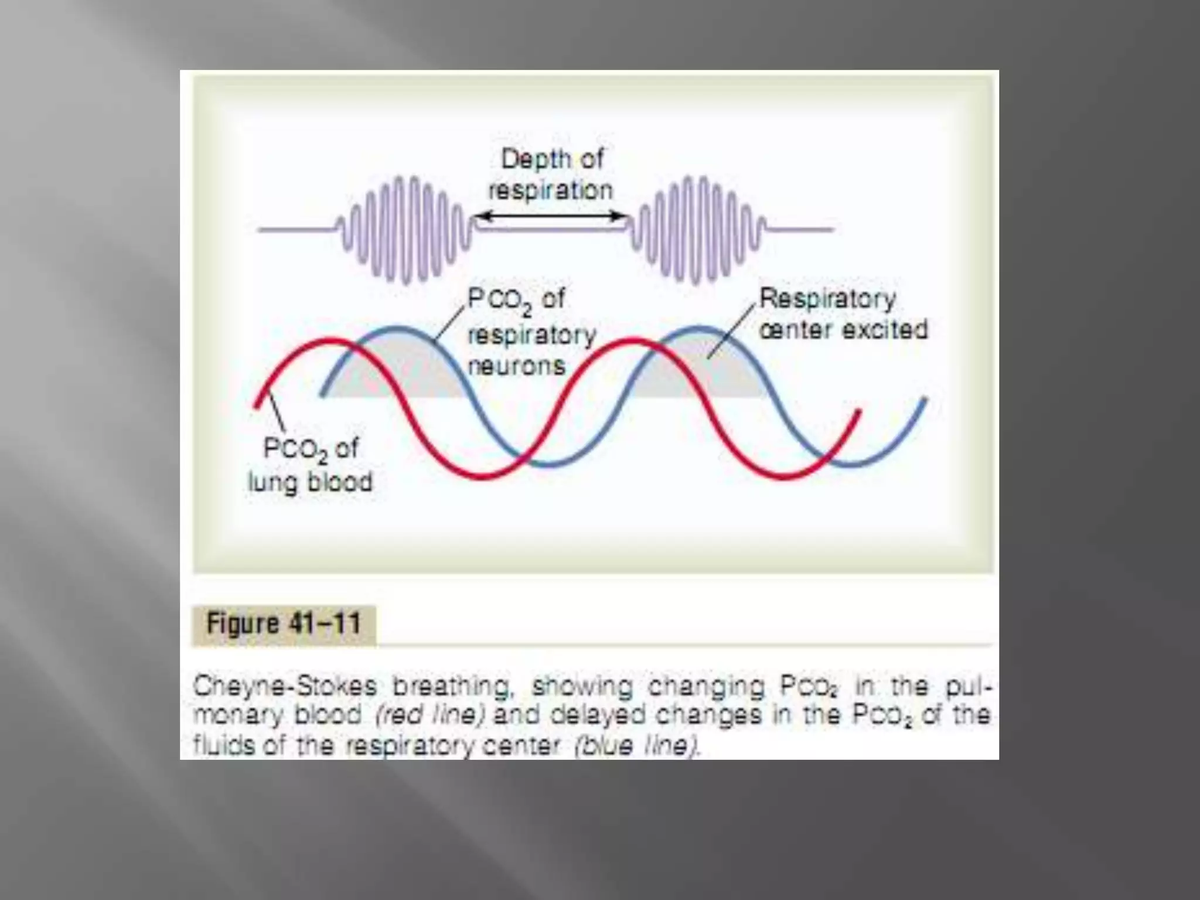 Depth of
respiration
PCO₂ of
respiratory
neurons
Respiratory
center excited
PCO₂ of
lung blood
Figure 41–11
Cheyne-Stokes breathing, showing changing PCO₂ in the pul-
monary blood (red line) and delayed changes in the PCO₂ of the
fluids of the respiratory center (blue line).